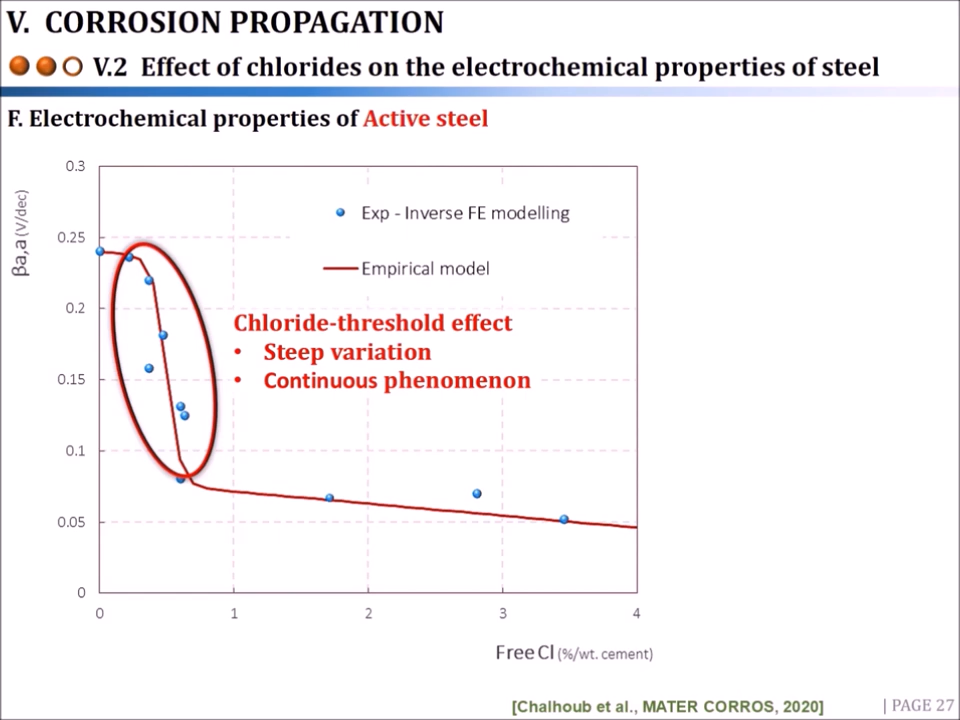 V. CORROSION PROPAGATION
V.2 Effect of chlorides on the electrochemical properties of steel
F. Electrochemical properties of Active steel
0.3
βa,a (V/dec)
Exp - Inverse FE modelling
0.25
Empirical model
0.2
Chloride-threshold effect
• Steep variation
0.15
• Continuous phenomenon
0.1
0.05
0
0 1 2 3 4
Free Cl (%/wt. cement)
[Chalhoub et al., MATER CORROS, 2020]
| PAGE 27